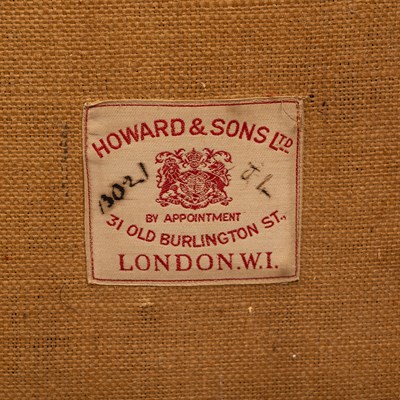 HOWARD & SONS LTD
13021 J.L
BY APPOINTMENT
31 OLD BURLINGTON ST.,
LONDON.W.I.